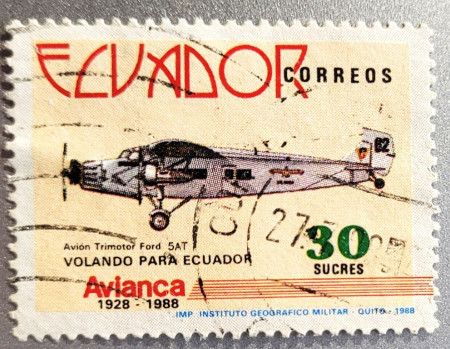 ECUADOR CORREOS
62
Avión Trimotor Ford 5AT
VOLANDO PARA ECUADOR
30
SUCRES
Avianca
1928 - 1988
IMP. INSTITUTO GEOGRAFICO MILITAR - QUITO - 1988